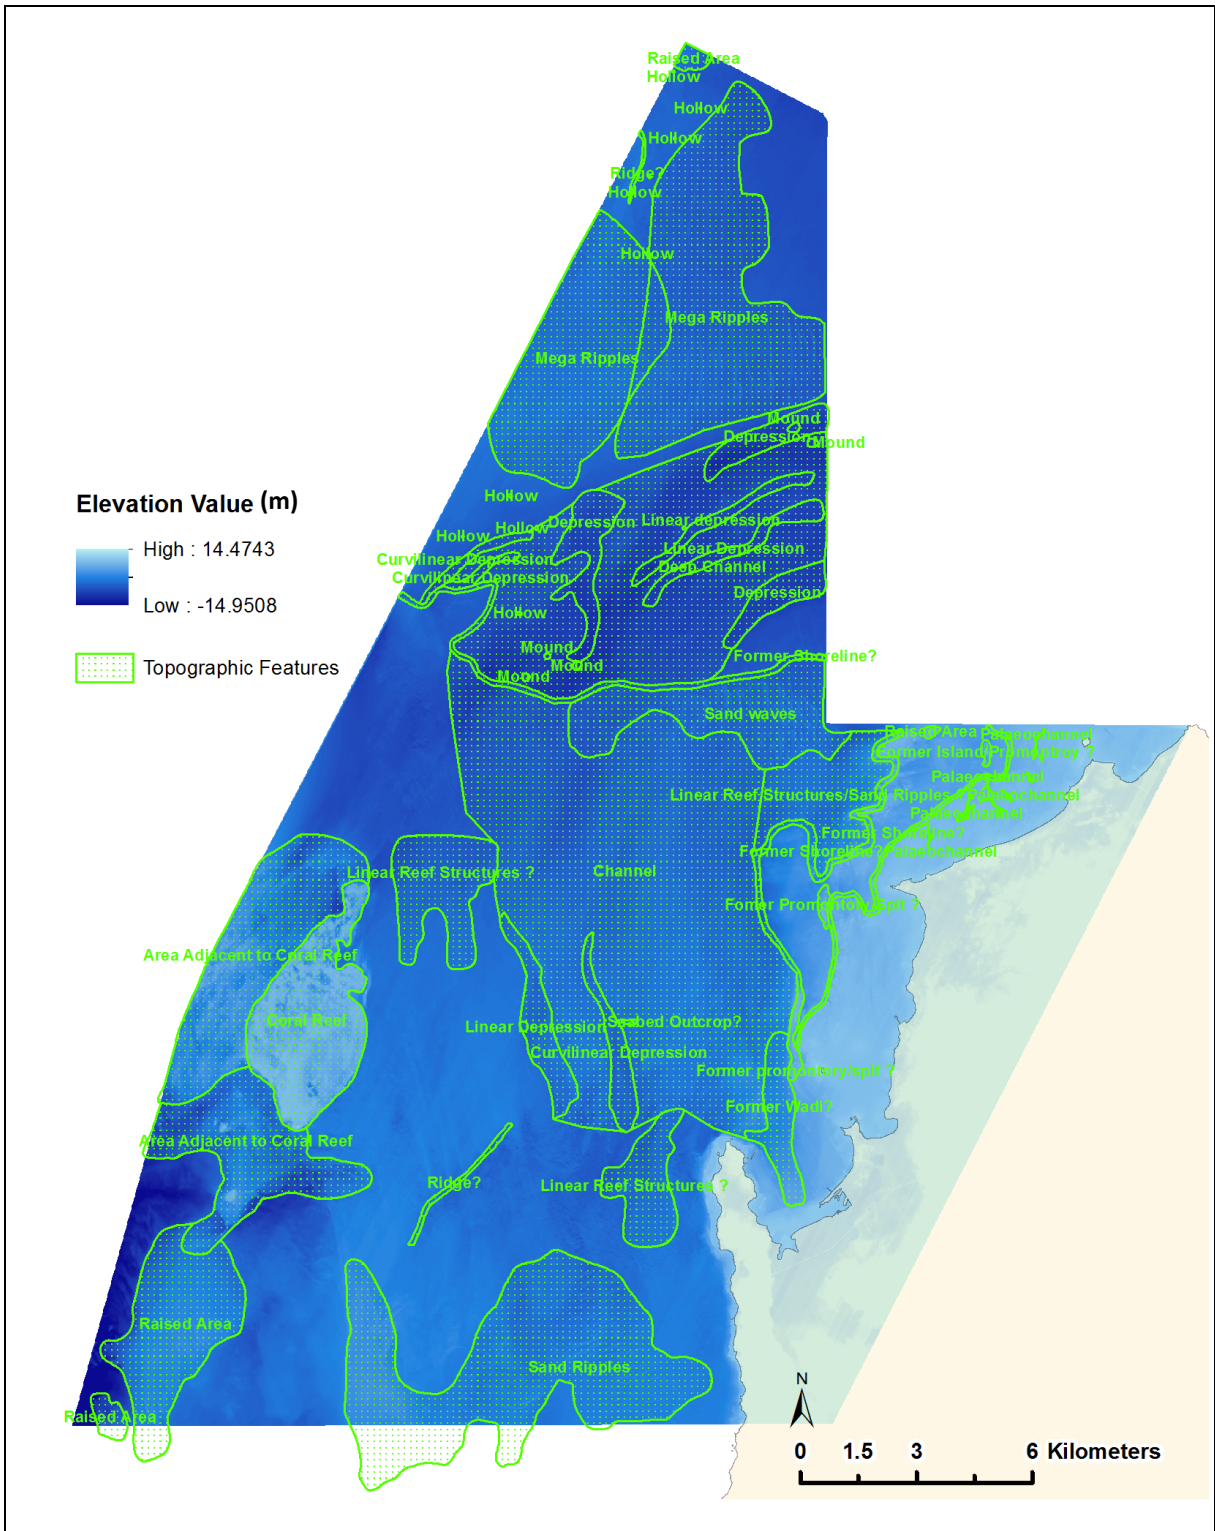 Raised Area
Hollow
Hollow
Hollow
Ridge?
Hollow
Hollow
Mega Ripples
Mega Ripples
Mound
Depression
Mound
Elevation Value (m)
High : 14.4743
Low : -14.9508
Topographic Features
Hollow
Hollow
Depression
Linear depression
Hollow
Curvilinear Depression
Linear Depression
Deep Channel
Curvilinear Depression
Depression
Hollow
Mound
Mound
Mound
Former Shoreline?
Sand waves
Raised Area
Palaeochannel
Former Island/Promontroy ?
Palaeochannel
Linear Reef Structures/Sand Ripples
Palaeochannel
Palaeochannel
Former Shoreline?
Former Shoreline?
Palaeochannel
Channel
Linear Reef Structures ?
Fomer Promontory/Spit ?
Area Adjacent to Coral Reef
Coral Reef
Linear Depression
Seabed Outcrop?
Curvilinear Depression
Former promontory/spit ?
Former Wadi?
Area Adjacent to Coral Reef
Ridge?
Linear Reef Structures ?
Raised Area
Sand Ripples
Raised Area
N
0 1.5 3 6 Kilometers